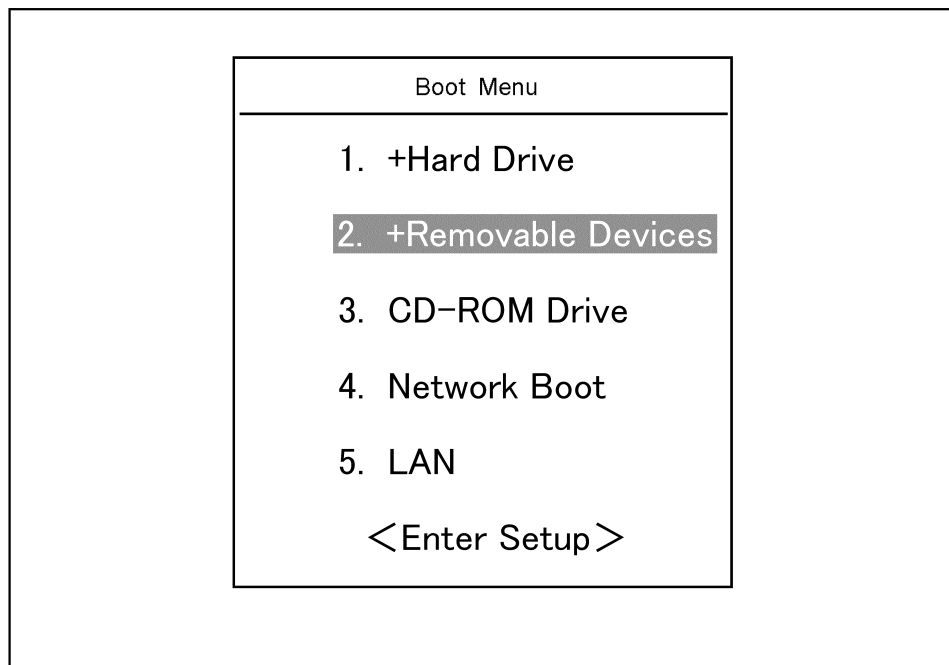 Boot Menu
1. +Hard Drive
2. +Removable Devices
3. CD-ROM Drive
4. Network Boot
5. LAN
<Enter Setup>